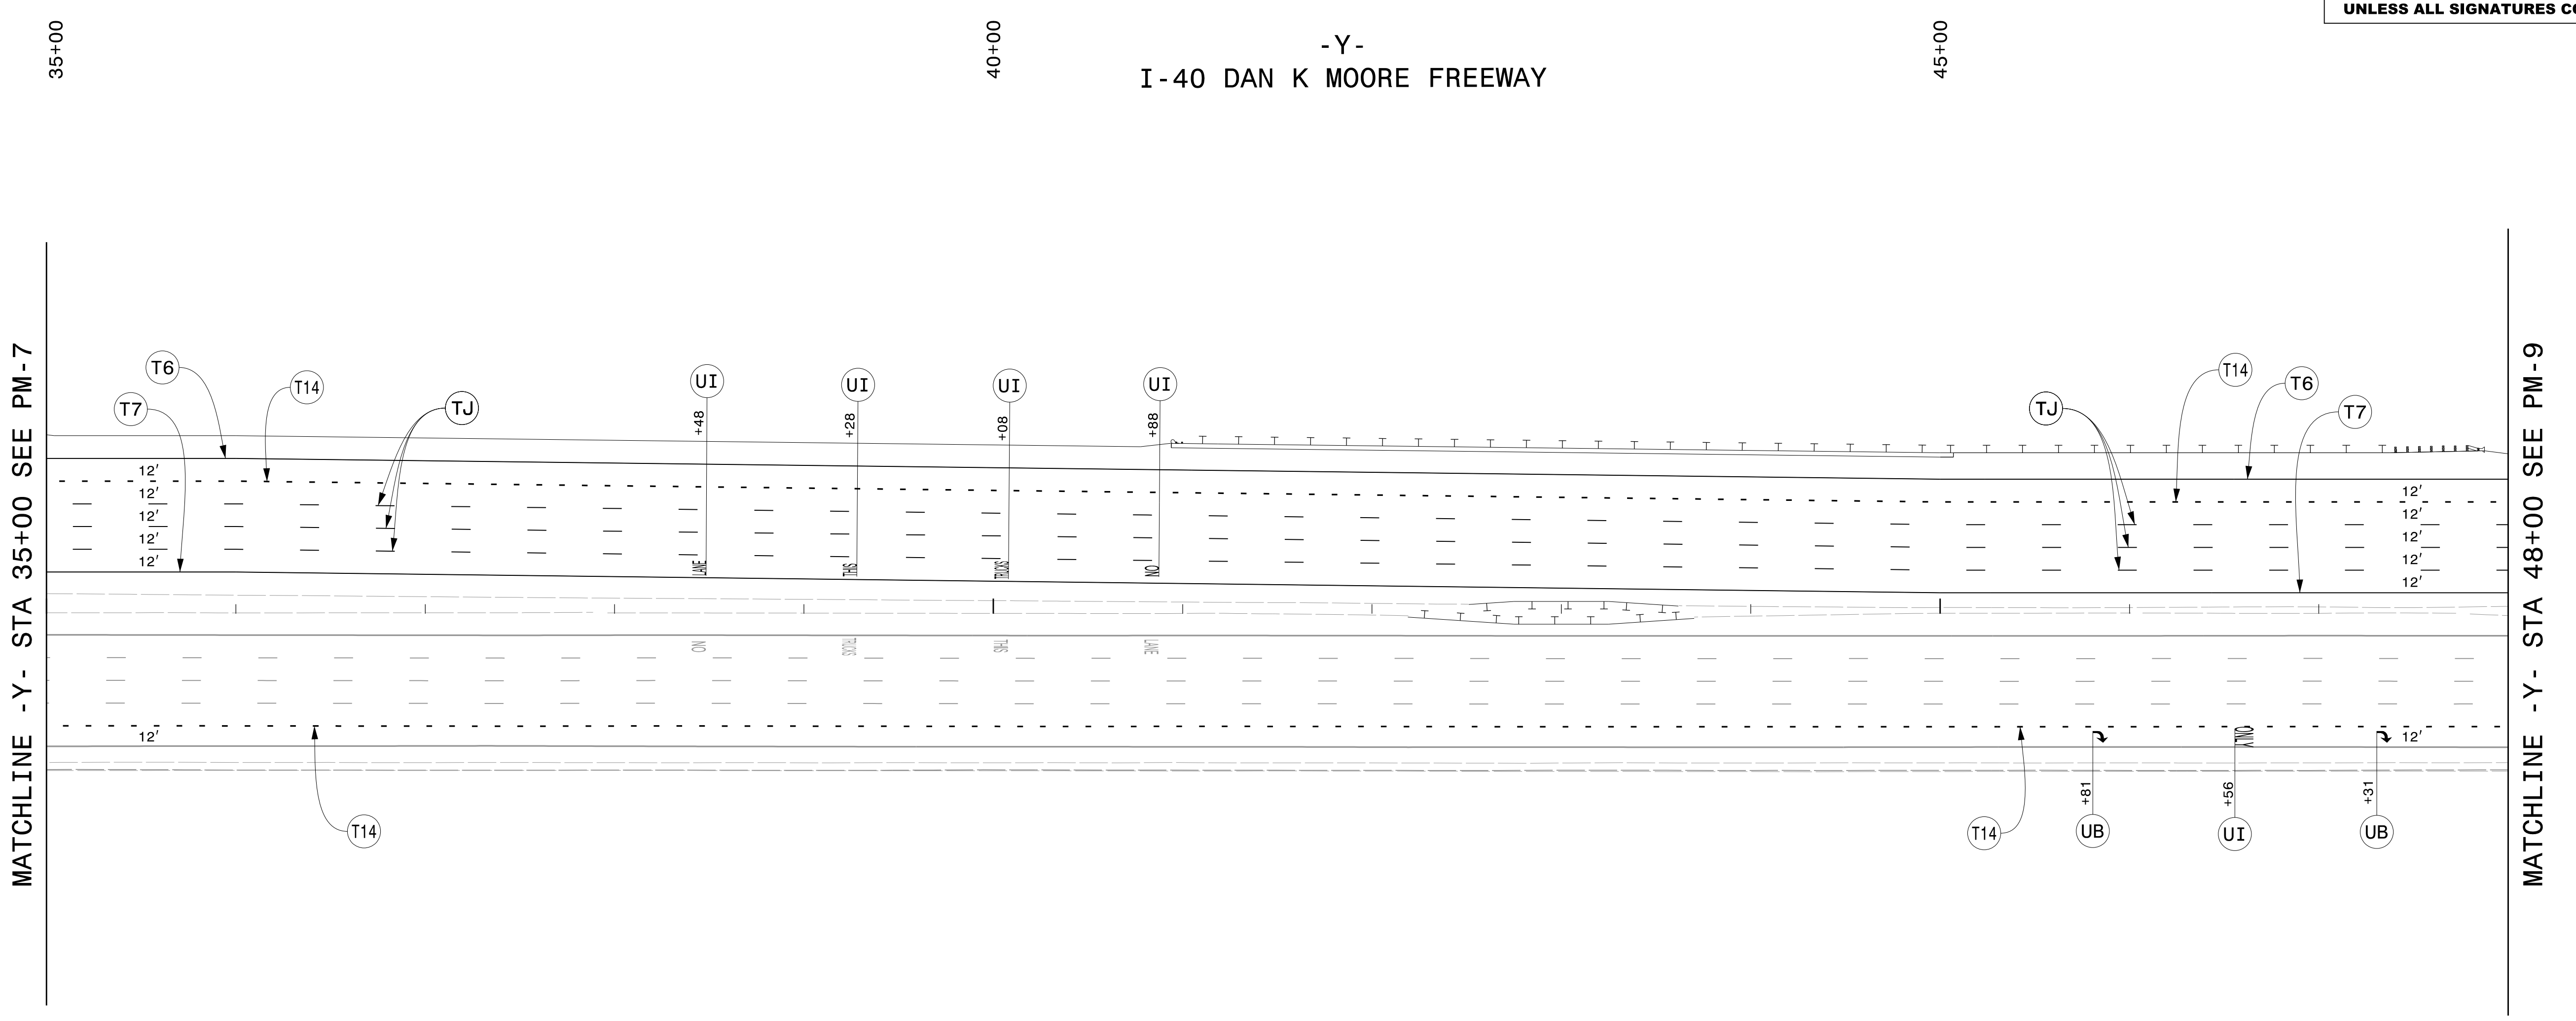 UNLESS ALL SIGNATURES CO
35+00
40+00
45+00
-Y-
I-40 DAN K MOORE FREEWAY
MATCHLINE -Y- STA 35+00 SEE PM-7
MATCHLINE -Y- STA 48+00 SEE PM-9
T6
T14
T7
TJ
UI
UI
UI
UI
+48
+28
+08
+88
TJ
T14
T6
T7
12'
12'
12'
12'
12'
12'
12'
12'
12'
12'
LANE
THIS
TRUCKS
NO
NO
TRUCKS
THIS
LANE
12'
ONLY
12'
+81
+56
+31
T14
T14
UB
UI
UB